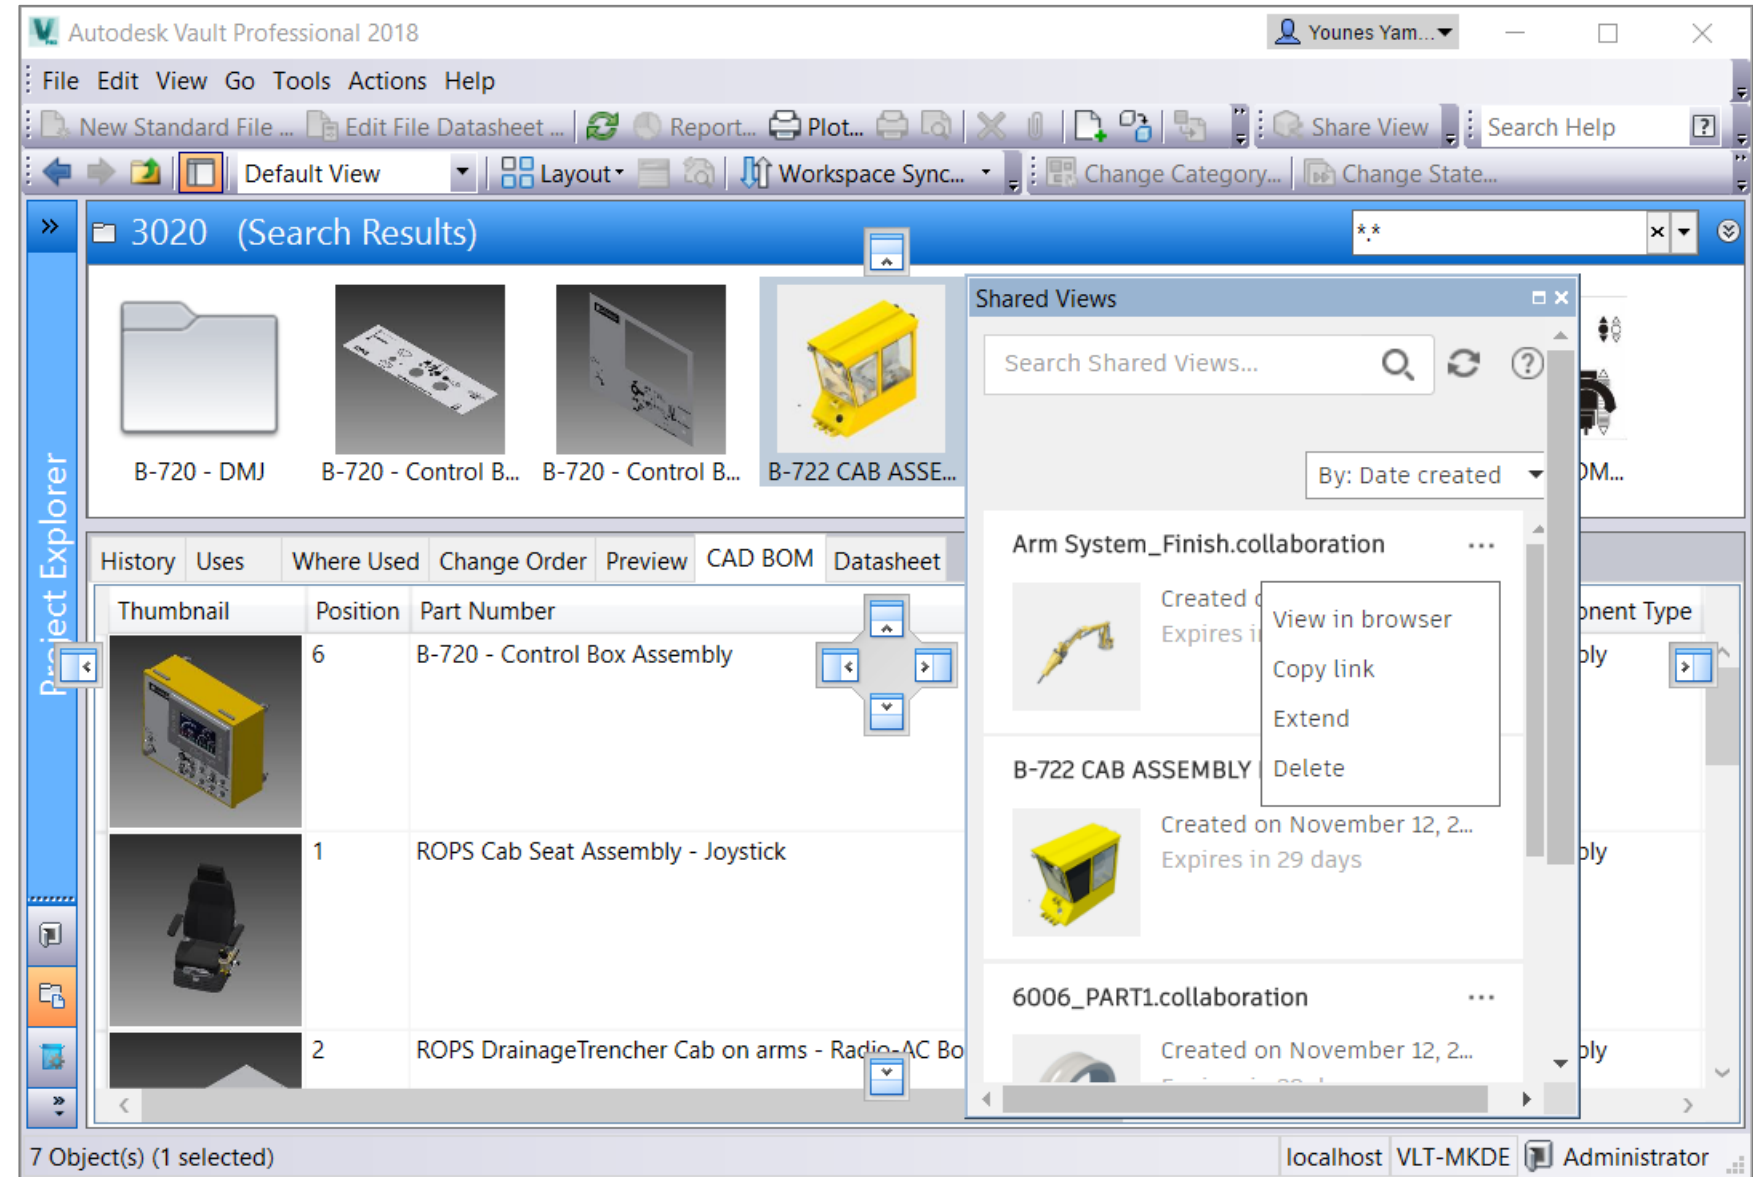 Autodesk Vault Professional 2018
Younes Yam...
File Edit View Go Tools Actions Help
New Standard File ... Edit File Datasheet ... Report... Plot... Share View Search Help
Default View Layout Workspace Sync... Change Category... Change State...
3020 (Search Results)
*.*
Project Explorer
B-720 - DMJ
B-720 - Control B...
B-720 - Control B...
B-722 CAB ASSE...
DM...
Shared Views
Search Shared Views...
By: Date created
Arm System_Finish.collaboration
Created
Expires in
View in browser
Copy link
Extend
Delete
B-722 CAB ASSEMBLY
Created on November 12, 2...
Expires in 29 days
6006_PART1.collaboration
Created on November 12, 2...
History Uses Where Used Change Order Preview CAD BOM Datasheet
Thumbnail Position Part Number
onent Type
6 B-720 - Control Box Assembly
bly
1 ROPS Cab Seat Assembly - Joystick
bly
2 ROPS DrainageTrencher Cab on arms - Radio-AC Bo
bly
7 Object(s) (1 selected)
localhost VLT-MKDE Administrator